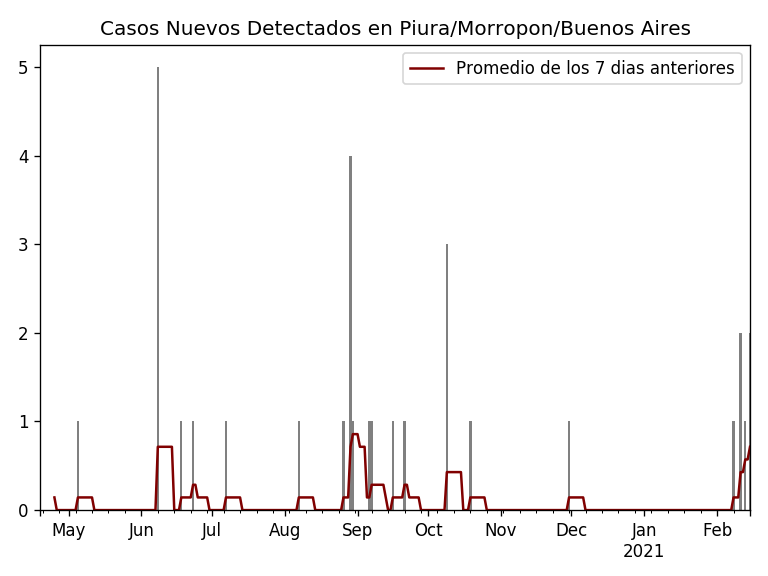 Casos Nuevos Detectados en Piura/Morropon/Buenos Aires
Promedio de los 7 dias anteriores
5
4
3
2
1
0
May Jun Jul Aug Sep Oct Nov Dec Jan Feb
2021